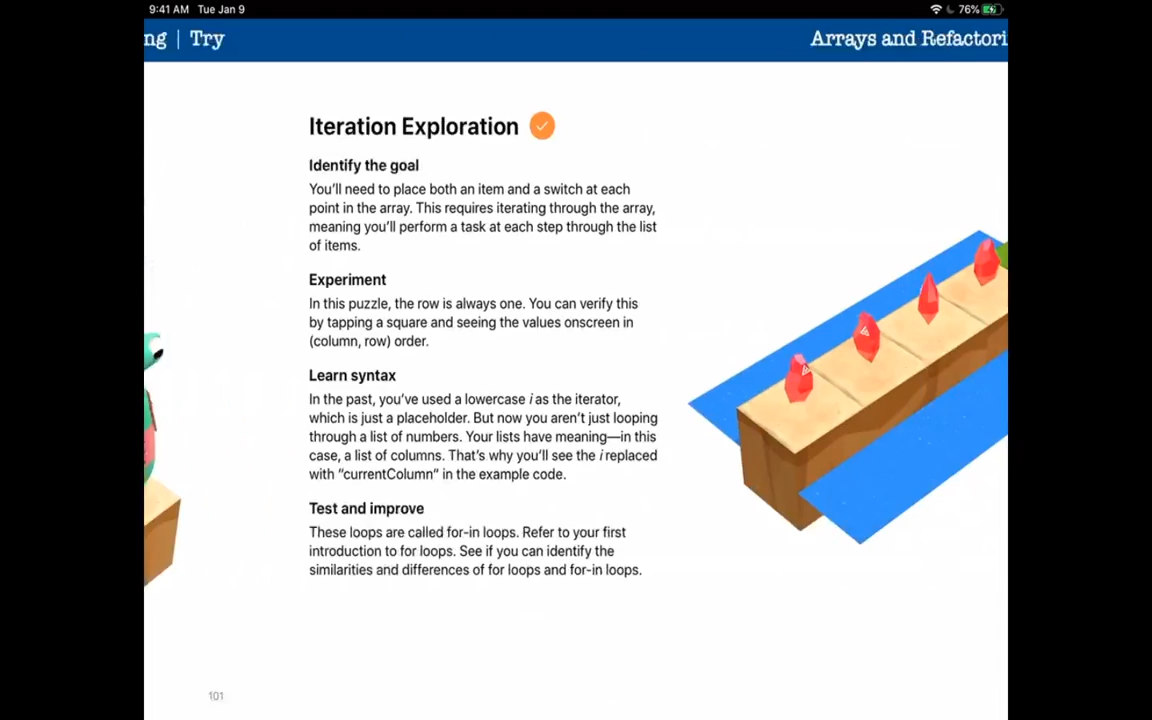 9:41 AM Tue Jan 9
76%
ng | Try
Arrays and Refactori
Iteration Exploration
Identify the goal
You'll need to place both an item and a switch at each
point in the array. This requires iterating through the array,
meaning you'll perform a task at each step through the list
of items.
Experiment
In this puzzle, the row is always one. You can verify this
by tapping a square and seeing the values onscreen in
(column, row) order.
Learn syntax
In the past, you've used a lowercase i as the iterator,
which is just a placeholder. But now you aren't just looping
through a list of numbers. Your lists have meaning—in this
case, a list of columns. That's why you'll see the i replaced
with “currentColumn” in the example code.
Test and improve
These loops are called for-in loops. Refer to your first
introduction to for loops. See if you can identify the
similarities and differences of for loops and for-in loops.
101